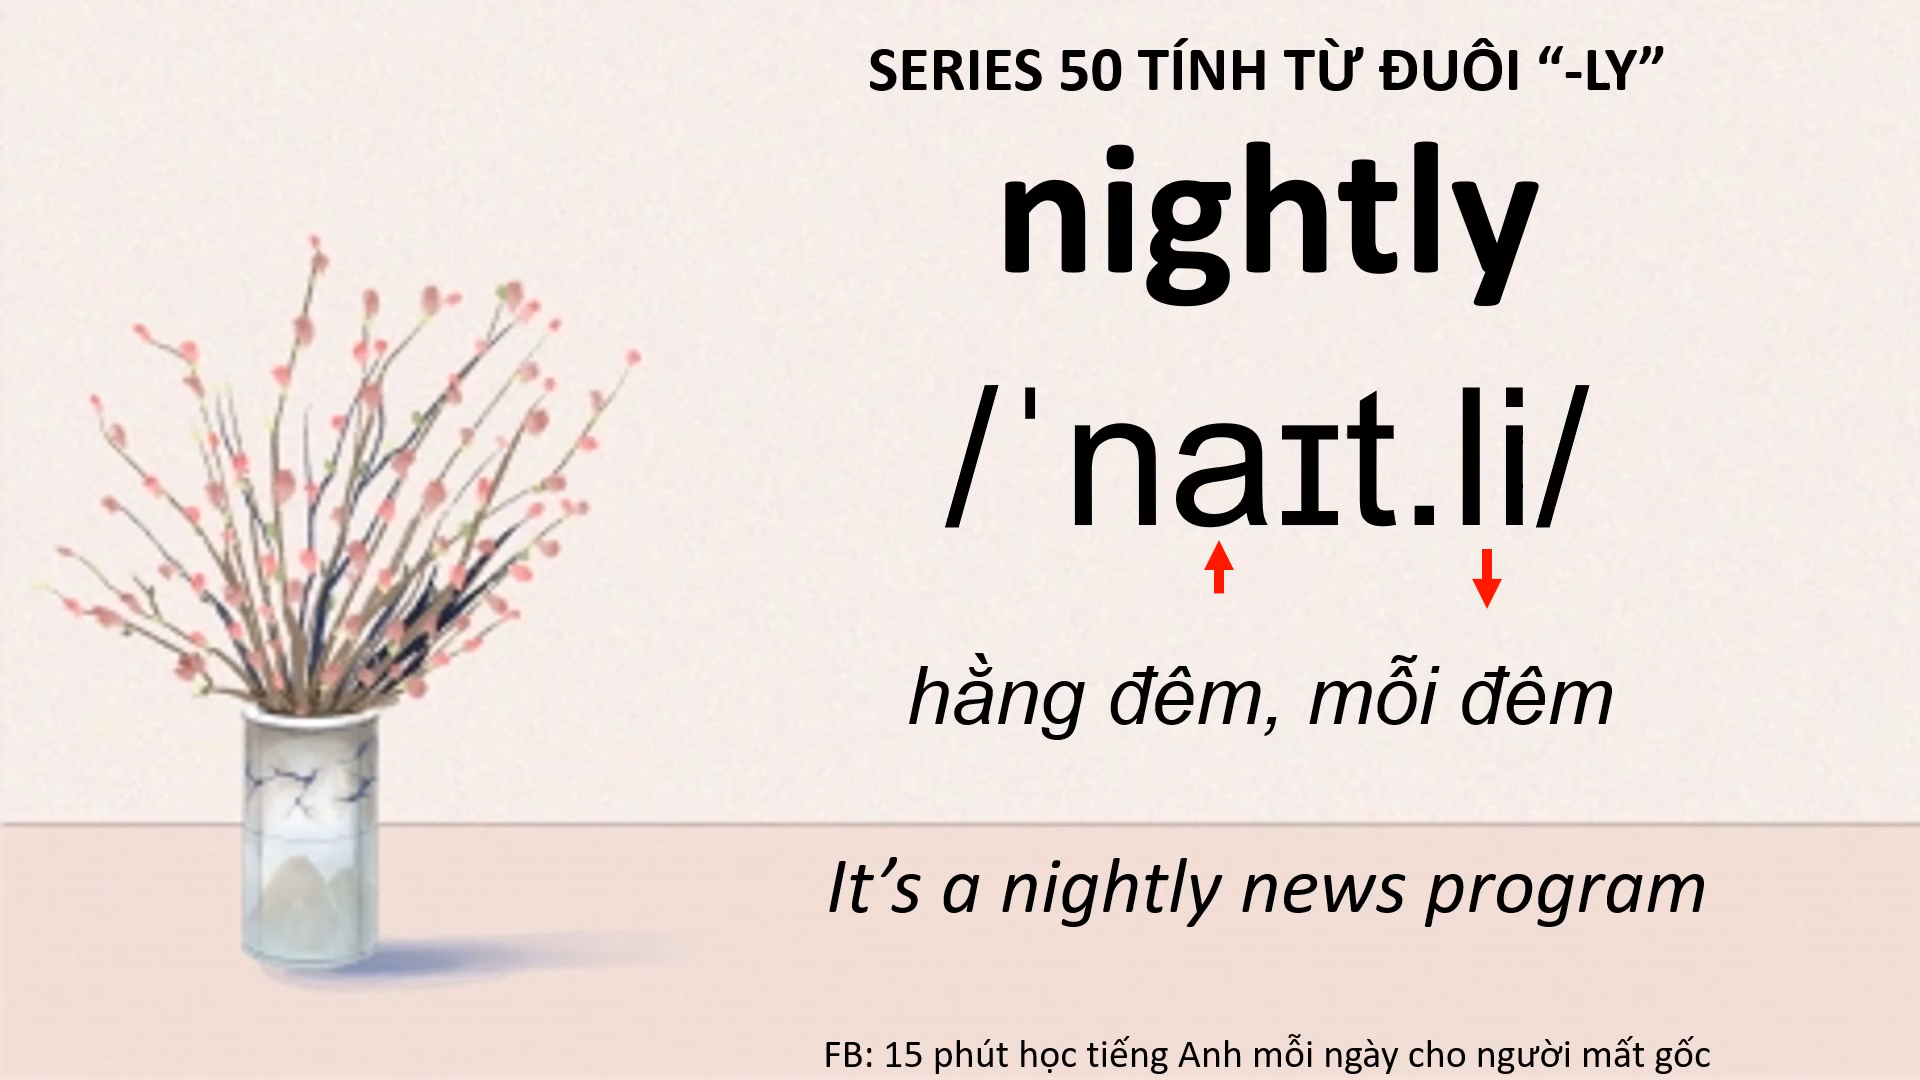 SERIES 50 TÍNH TỪ ĐUÔI “-LY”
nightly
/ˈnaɪt.li/
hằng đêm, mỗi đêm
It’s a nightly news program
FB: 15 phút học tiếng Anh mỗi ngày cho người mất gốc